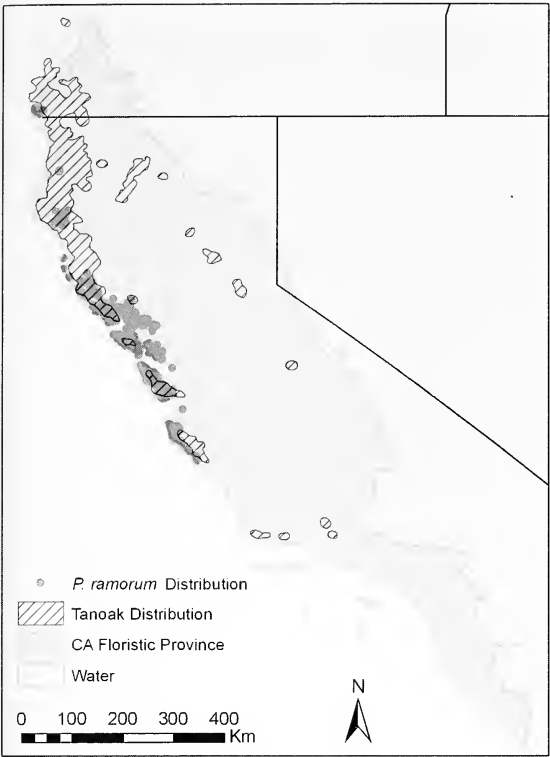 P. ramorum Distribution
Tanoak Distribution
CA Floristic Province
Water
N
0 100 200 300 400
Km